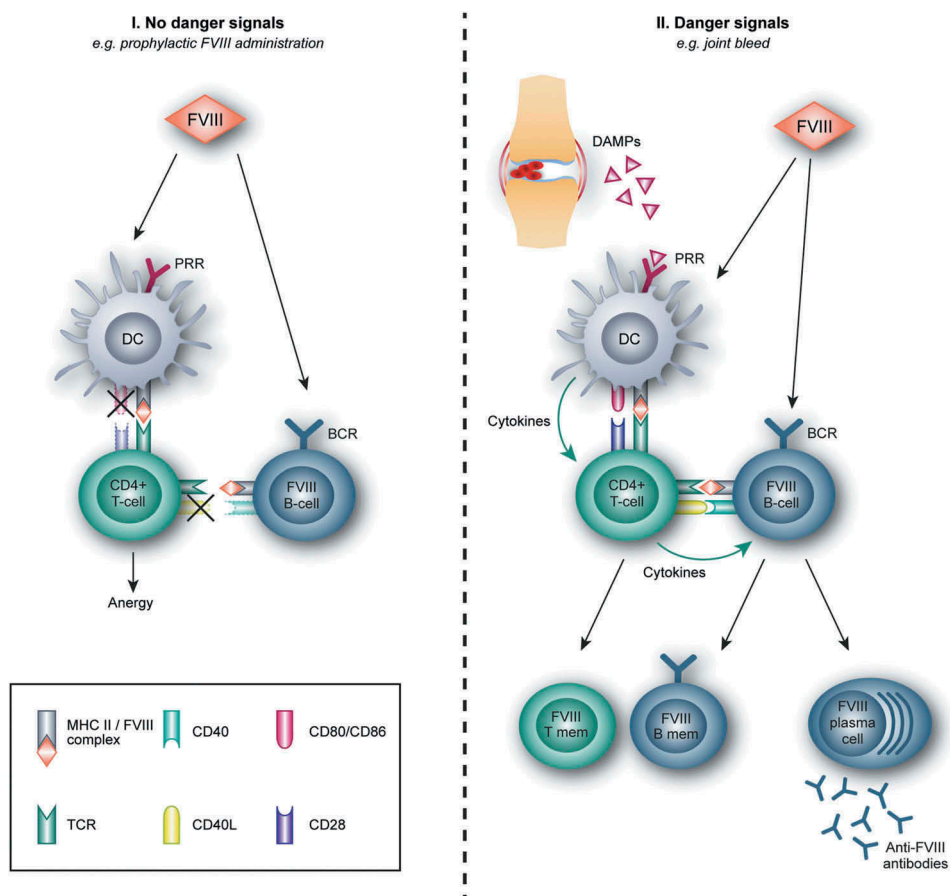 I. No danger signals
e.g. prophylactic FVIII administration
FVIII
PRR
DC
BCR
CD4+
T-cell
FVIII
B-cell
Anergy
MHC II / FVIII
complex
CD40
CD80/CD86
TCR
CD40L
CD28
II. Danger signals
e.g. joint bleed
DAMPs
FVIII
PRR
DC
Cytokines
BCR
CD4+
T-cell
FVIII
B-cell
Cytokines
FVIII
T mem
FVIII
B mem
FVIII
plasma
cell
Anti-FVIII
antibodies